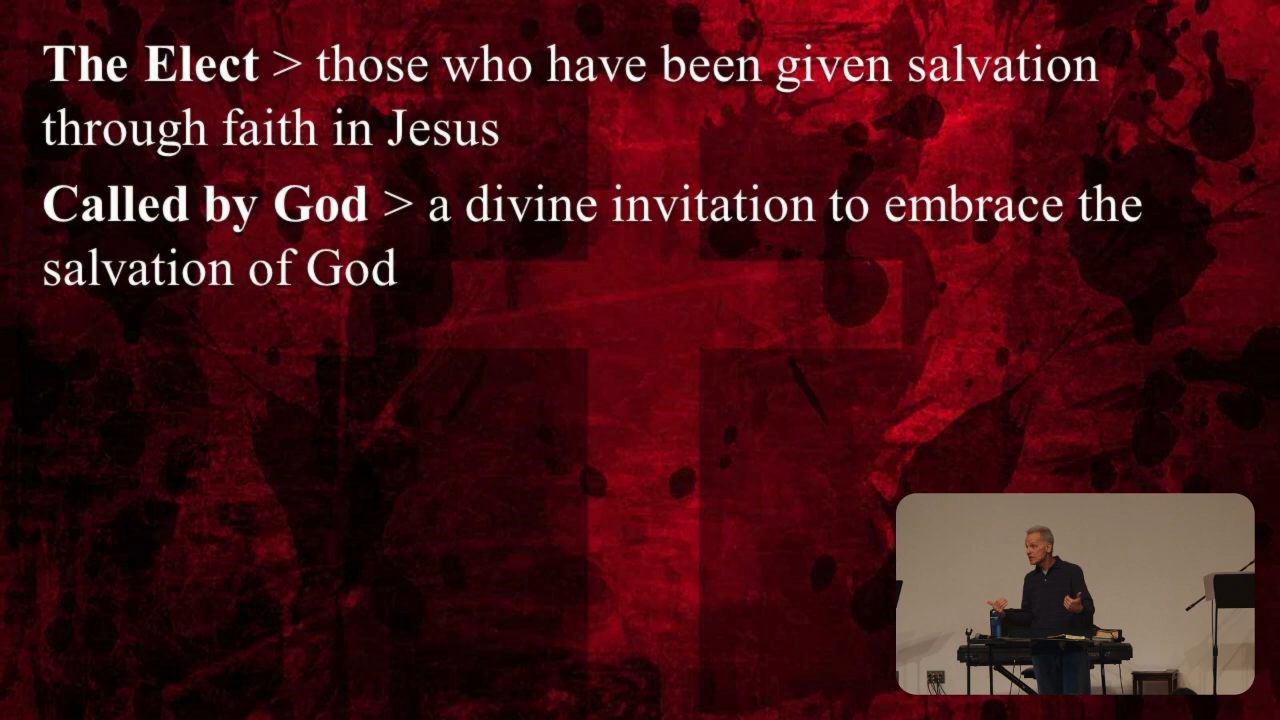 The Elect > those who have been given salvation
through faith in Jesus
Called by God > a divine invitation to embrace the
salvation of God